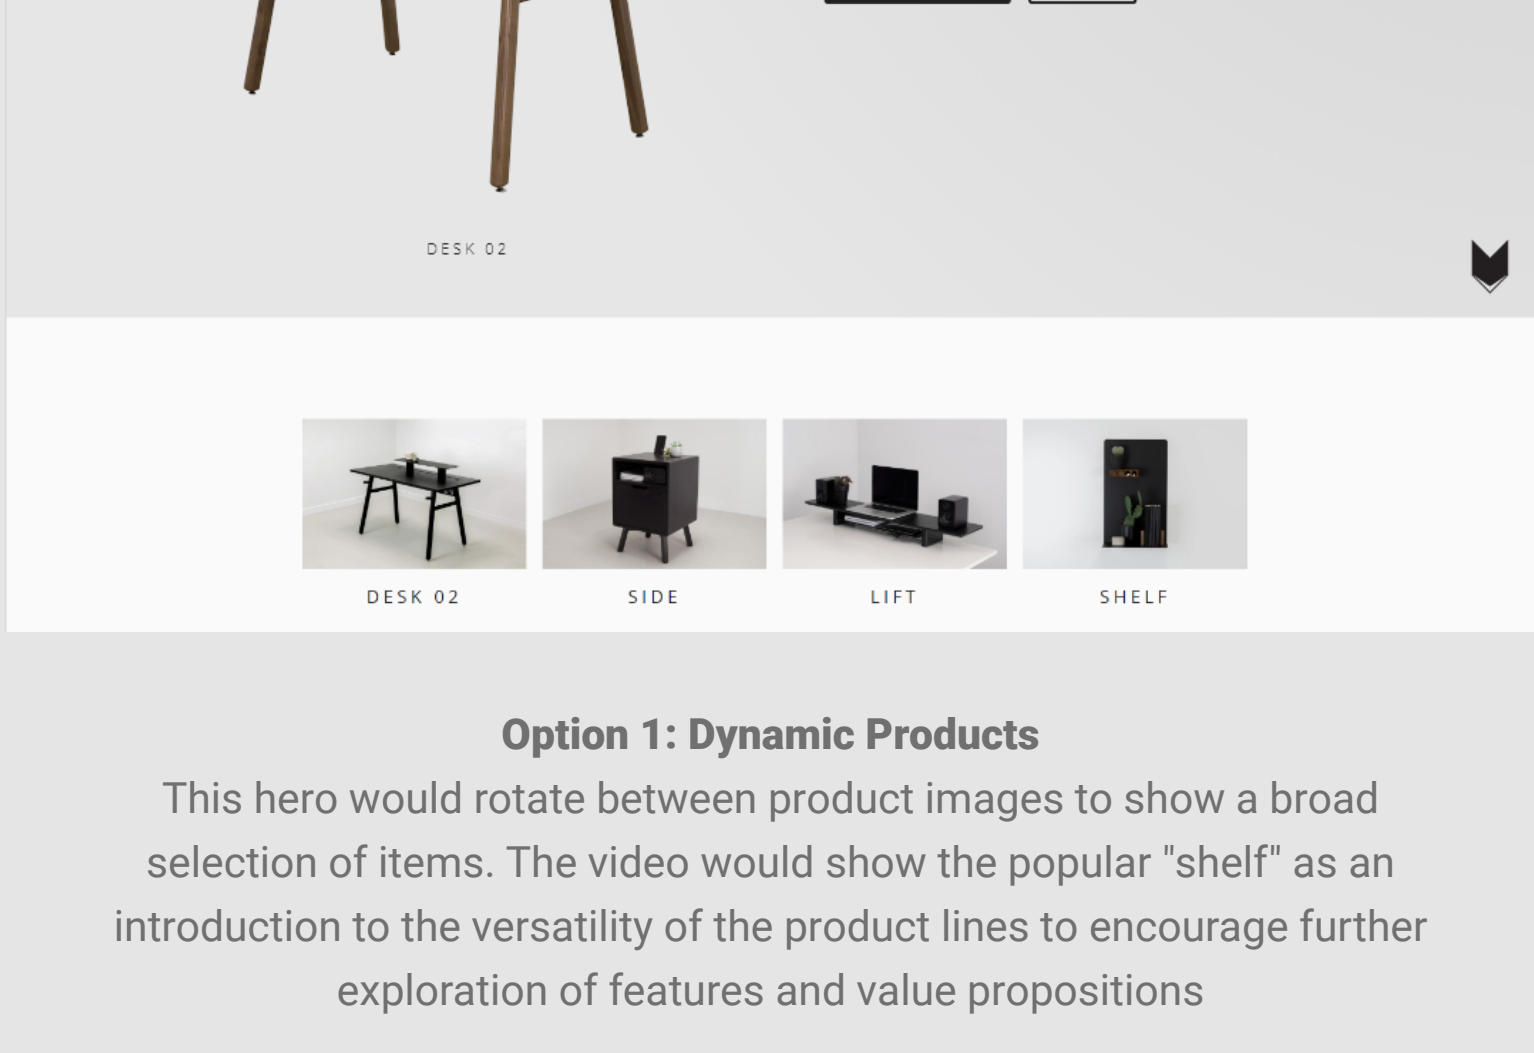 DESK 02
DESK 02
SIDE
LIFT
SHELF
Option 1: Dynamic Products
This hero would rotate between product images to show a broad
selection of items. The video would show the popular "shelf" as an
introduction to the versatility of the product lines to encourage further
exploration of features and value propositions